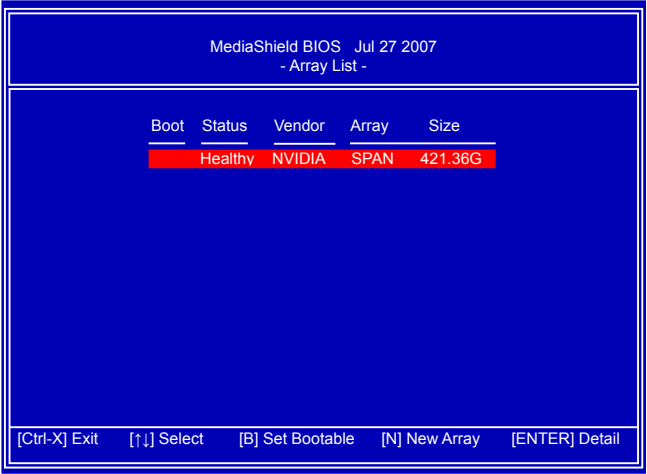 MediaShield BIOS Jul 27 2007
- Array List -
Boot Status Vendor Array Size
Healthy NVIDIA SPAN 421.36G
[Ctrl-X] Exit [↑↓] Select [B] Set Bootable [N] New Array [ENTER] Detail